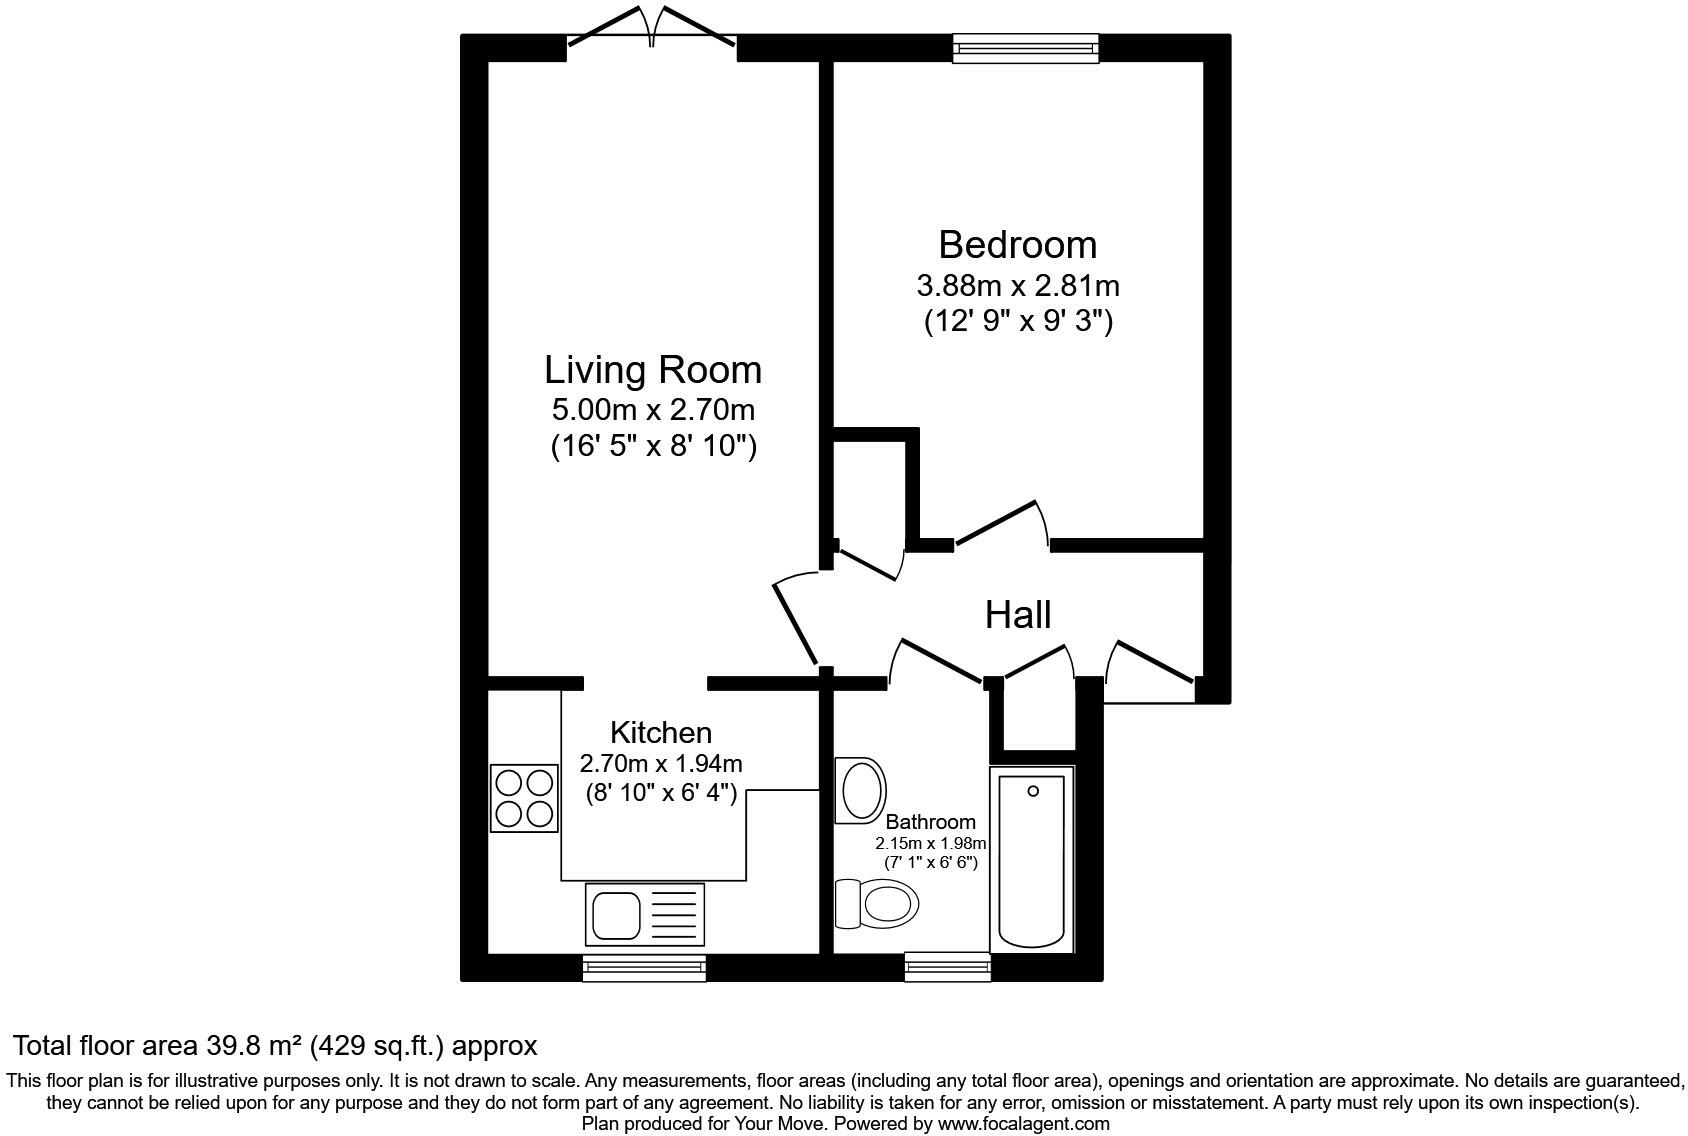 Bedroom
3.88m x 2.81m
(12' 9" x 9' 3")
Living Room
5.00m x 2.70m
(16' 5" x 8' 10")
Hall
Kitchen
2.70m x 1.94m
(8' 10" x 6' 4")
Bathroom
2.15m x 1.98m
(7' 1" x 6' 6")
Total floor area 39.8 m² (429 sq.ft.) approx
This floor plan is for illustrative purposes only. It is not drawn to scale. Any measurements, floor areas (including any total floor area), openings and orientation are approximate. No details are guaranteed,
they cannot be relied upon for any purpose and they do not form part of any agreement. No liability is taken for any error, omission or misstatement. A party must rely upon its own inspection(s).
Plan produced for Your Move. Powered by www.focalagent.com